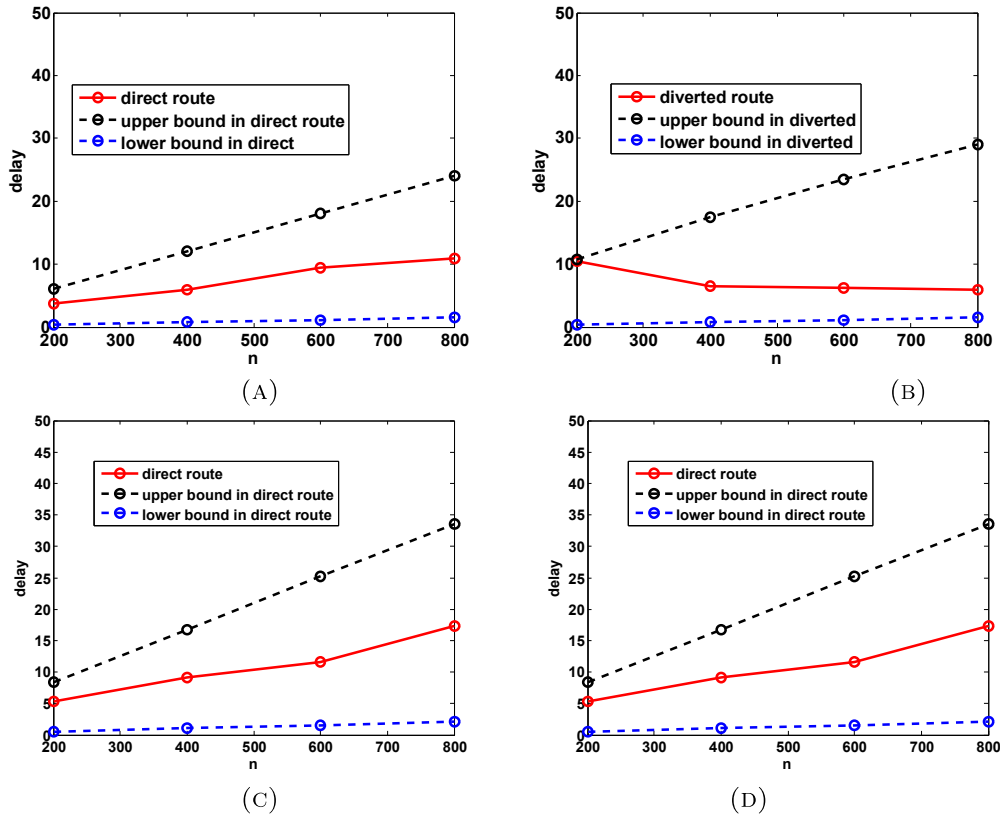 50
40
30
20
10
0
delay
direct route
upper bound in direct route
lower bound in direct
200 300 400 500 600 700 800
n
(A)
50
40
30
20
10
0
delay
diverted route
upper bound in diverted
lower bound in diverted
200 300 400 500 600 700 800
n
(B)
50
45
40
35
30
25
20
15
10
5
0
delay
direct route
upper bound in direct route
lower bound in direct route
200 300 400 500 600 700 800
n
(C)
50
45
40
35
30
25
20
15
10
5
0
delay
direct route
upper bound in direct route
lower bound in direct route
200 300 400 500 600 700 800
n
(D)